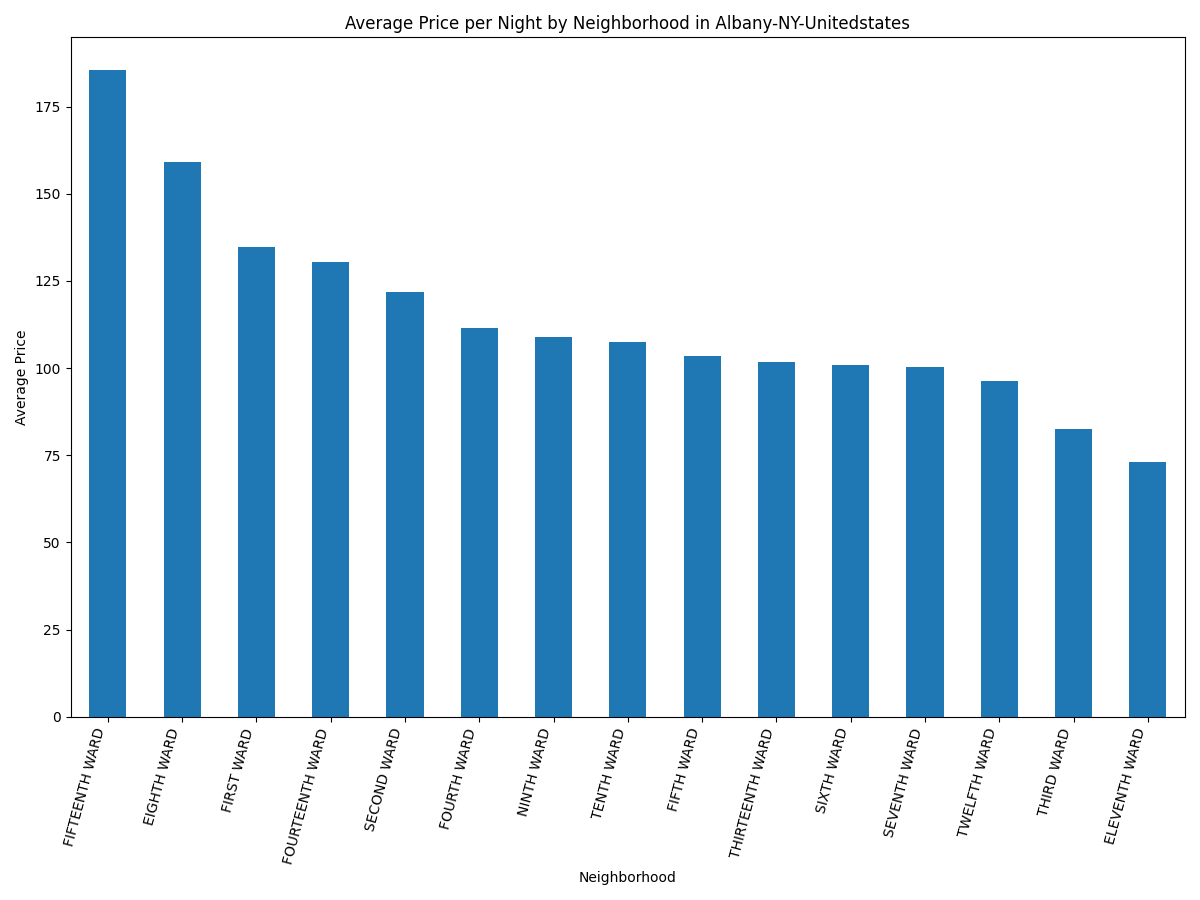 Average Price per Night by Neighborhood in Albany-NY-Unitedstates
Average Price
175
150
125
100
75
50
25
0
FIFTEENTH WARD
EIGHTH WARD
FIRST WARD
FOURTEENTH WARD
SECOND WARD
FOURTH WARD
NINTH WARD
TENTH WARD
FIFTH WARD
THIRTEENTH WARD
SIXTH WARD
SEVENTH WARD
TWELFTH WARD
THIRD WARD
ELEVENTH WARD
Neighborhood